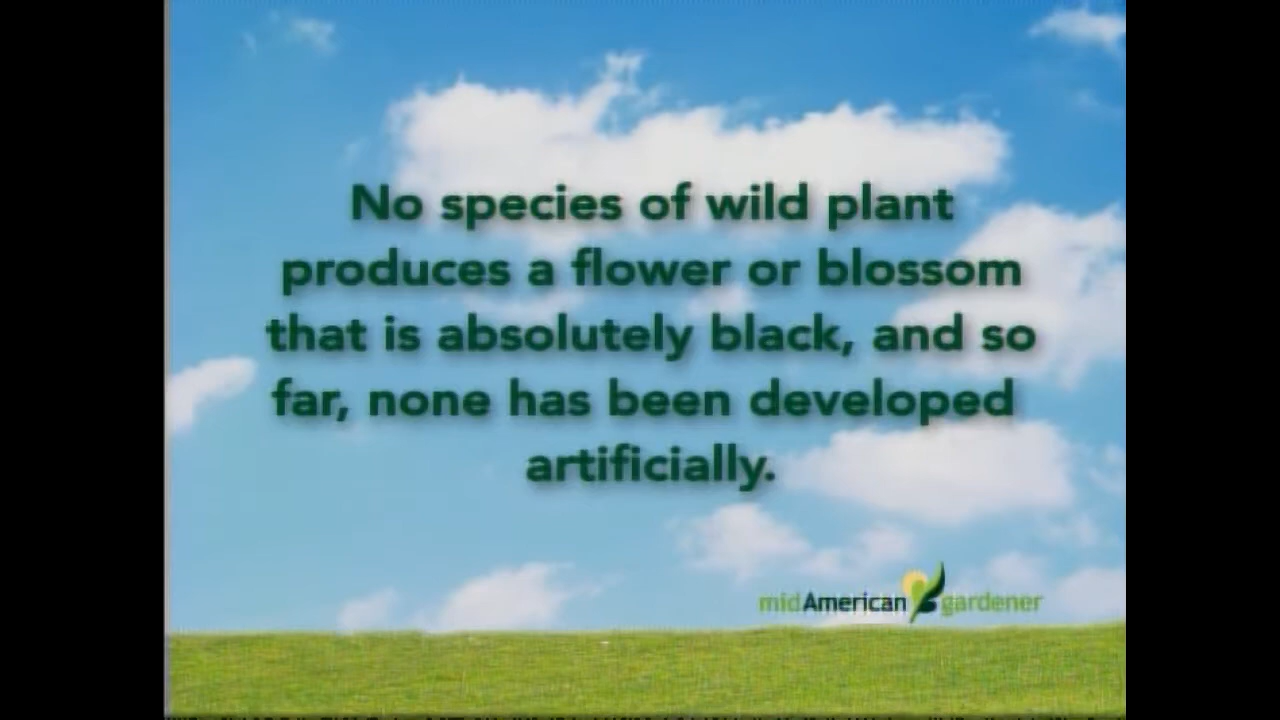 No species of wild plant
produces a flower or blossom
that is absolutely black, and so
far, none has been developed
artificially.
midAmerican gardener